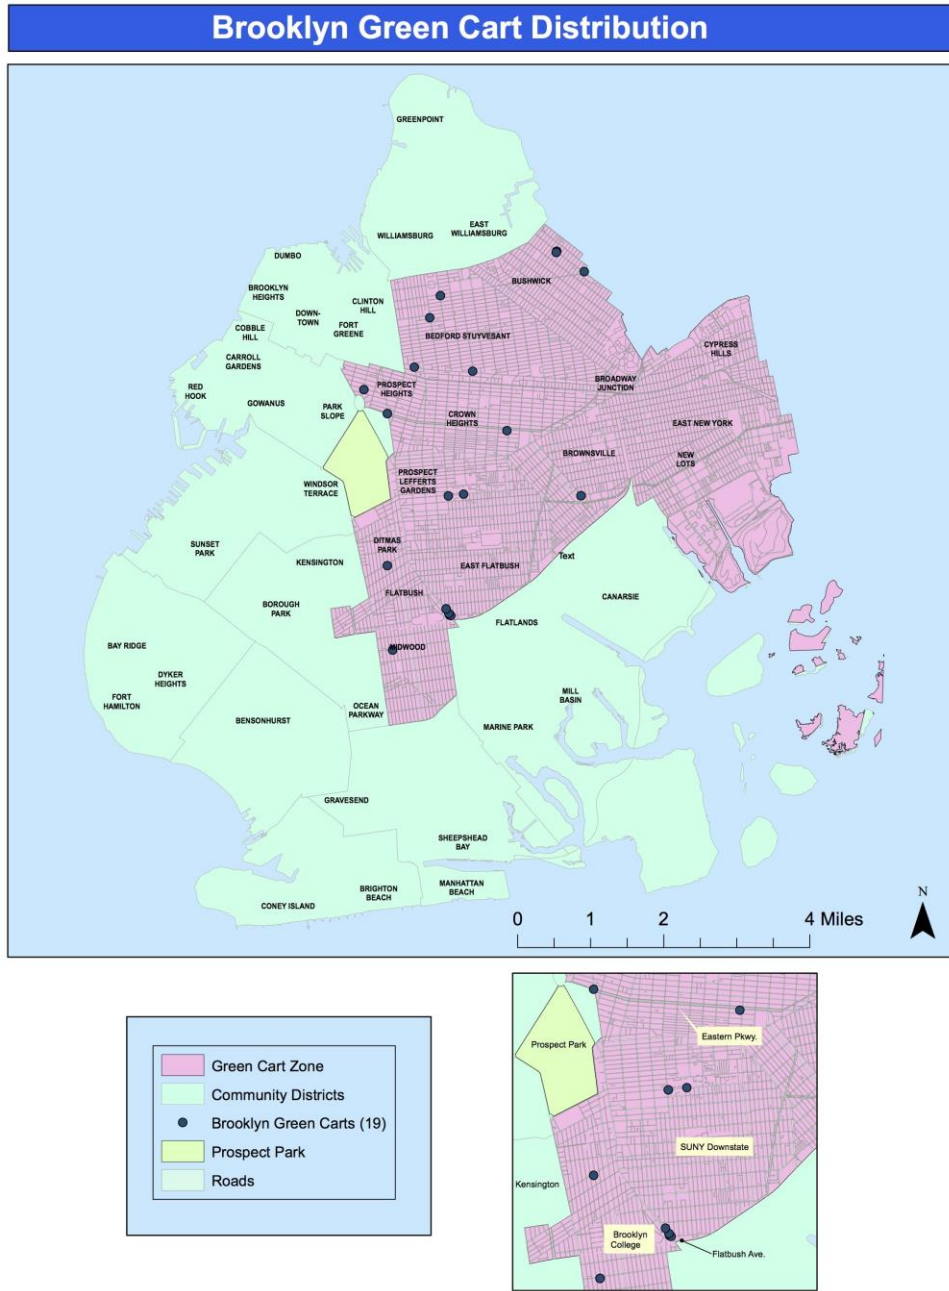 Brooklyn Green Cart Distribution
GREENPOINT
WILLIAMSBURG
EAST
WILLIAMSBURG
DUMBO
BROOKLYN
HEIGHTS
DOWN-
TOWN
CLINTON
HILL
FORT
GREENE
COBBLE
HILL
CARROLL
GARDENS
RED
HOOK
GOWANUS
PARK
SLOPE
BUSHWICK
BEDFORD STUYVESANT
CYPRESS
HILLS
BROADWAY
JUNCTION
PROSPECT
HEIGHTS
CROWN
HEIGHTS
EAST NEW YORK
NEW
LOTS
BROWNSVILLE
PROSPECT
LEFFERTS
GARDENS
WINDSOR
TERRACE
SUNSET
PARK
KENSINGTON
DITMAS
PARK
EAST FLATBUSH
Text
CANARSIE
FLATBUSH
BOROUGH
PARK
FLATLANDS
BAY RIDGE
MIDWOOD
DYKER
HEIGHTS
FORT
HAMILTON
BENSONHURST
OCEAN
PARKWAY
MILL
BASIN
MARINE PARK
GRAVESEND
SHEEPSHEAD
BAY
BRIGHTON
BEACH
MANHATTAN
BEACH
CONEY ISLAND
N
0 1 2 4 Miles
Green Cart Zone
Community Districts
Brooklyn Green Carts (19)
Prospect Park
Roads
Eastern Pkwy.
Prospect Park
SUNY Downstate
Kensington
Brooklyn
College
Flatbush Ave.